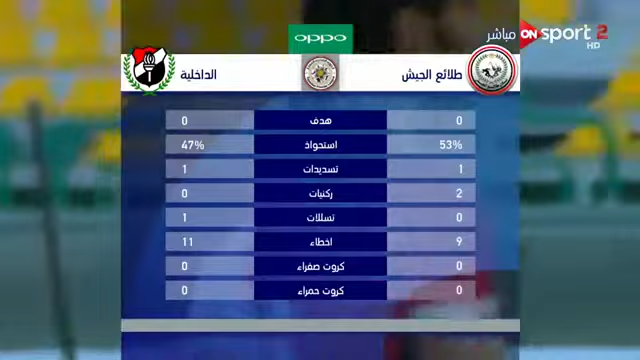 مباشر ON sport 2 HD
oppo
طلائع الجيش الداخلية
0 هدف 0
53% استحواذ 47%
1 تسديدات 1
2 ركنيات 0
0 تسللات 1
9 اخطاء 11
0 كروت صفراء 0
0 كروت حمراء 0